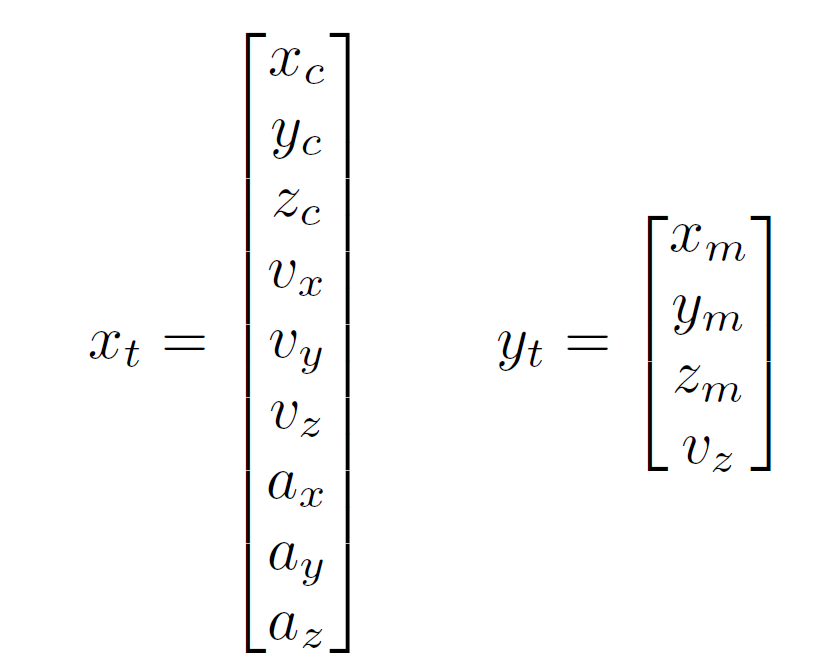 x_t = [x_c y_c z_c v_x v_y v_z a_x a_y a_z]
y_t = [x_m y_m z_m v_z]